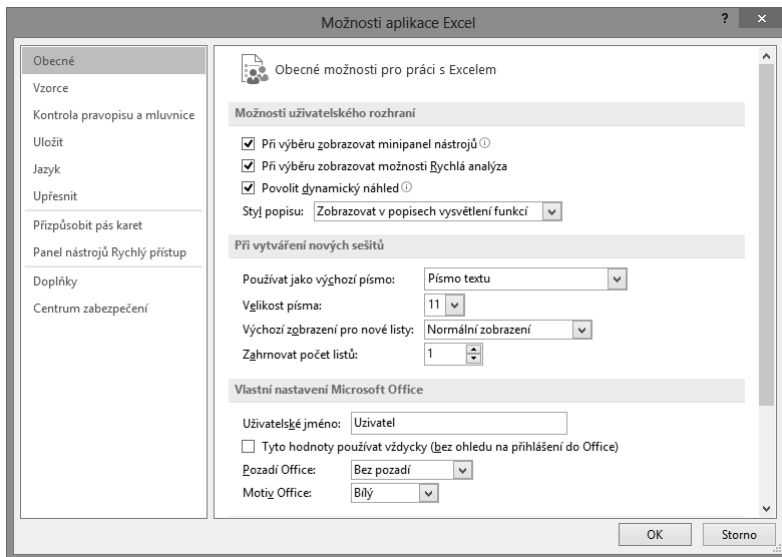 Možnosti aplikace Excel
?
×
Obecné
Vzorce
Kontrola pravopisu a mluvnice
Uložit
Jazyk
Upřesnit
Přizpůsobit pás karet
Panel nástrojů Rychlý přístup
Doplňky
Centrum zabezpečení
Obecné možnosti pro práci s Excelem
Možnosti uživatelského rozhraní
Při výběru zobrazovat minipanel nástrojů
Při výběru zobrazovat možnosti Rychlá analýza
Povolit dynamický náhled
Styl popisu: Zobrazovat v popisech vysvětlení funkcí
Při vytváření nových sešitů
Používat jako výchozí písmo: Písmo textu
Velikost písma: 11
Výchozí zobrazení pro nové listy: Normální zobrazení
Zahrnovat počet listů: 1
Vlastní nastavení Microsoft Office
Uživatelské jméno: Uzivatel
Tyto hodnoty používat vždycky (bez ohledu na přihlášení do Office)
Pozadí Office: Bez pozadí
Motiv Office: Bílý
OK Storno